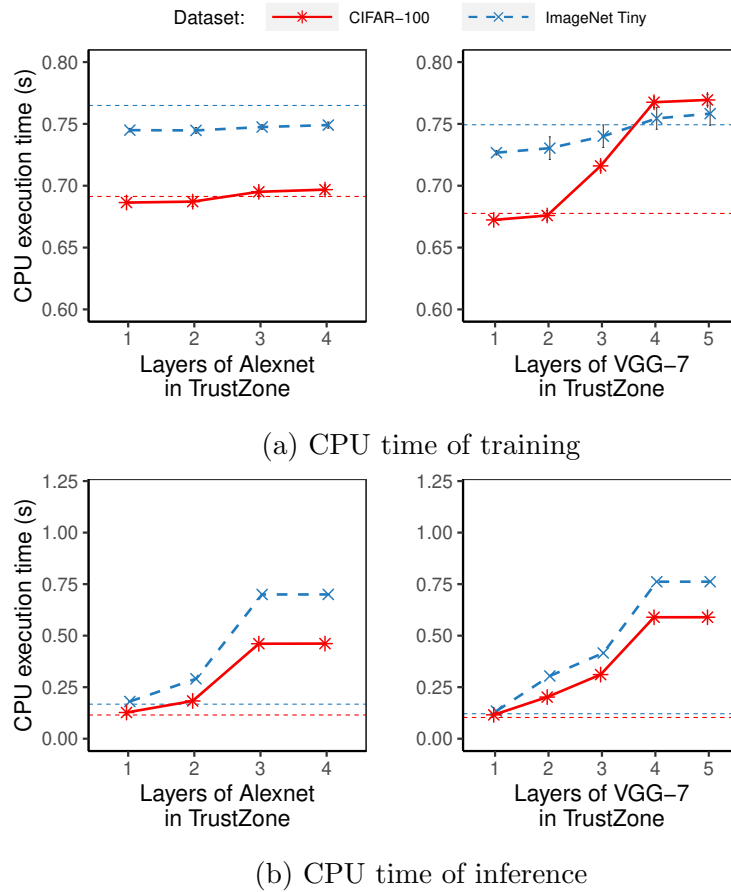 Dataset: CIFAR−100 ImageNet Tiny
CPU execution time (s)
0.80
0.75
0.70
0.65
0.60
1 2 3 4
Layers of Alexnet
in TrustZone
0.80
0.75
0.70
0.65
0.60
1 2 3 4 5
Layers of VGG−7
in TrustZone
(a) CPU time of training
CPU execution time (s)
1.25
1.00
0.75
0.50
0.25
0.00
1 2 3 4
Layers of Alexnet
in TrustZone
1.25
1.00
0.75
0.50
0.25
0.00
1 2 3 4 5
Layers of VGG−7
in TrustZone
(b) CPU time of inference